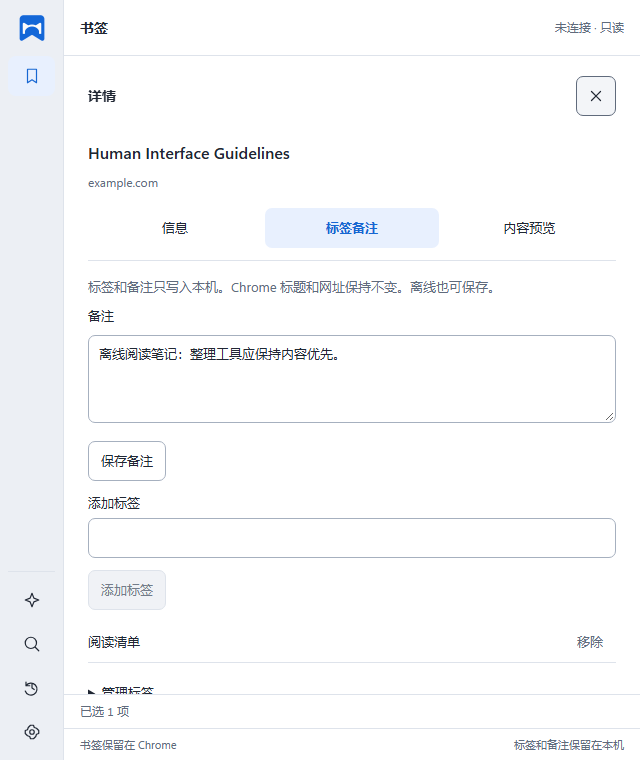 书签
未连接 · 只读
详情
Human Interface Guidelines
example.com
信息 标签备注 内容预览
标签和备注只写入本机。Chrome 标题和网址保持不变。离线也可保存。
备注
离线阅读笔记：整理工具应保持内容优先。
保存备注
添加标签
添加标签
阅读清单 移除
管理标签
已选 1 项
书签保留在 Chrome 标签和备注保留在本机